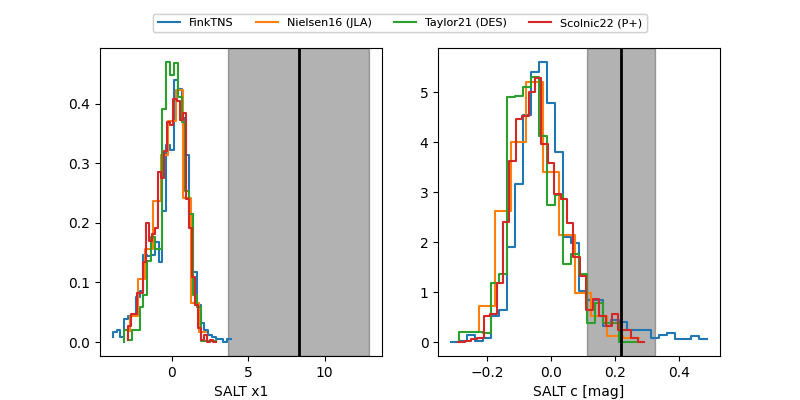 FinkTNS Nielsen16 (JLA) Taylor21 (DES) Scolnic22 (P+)
0.4
0.3
0.2
0.1
0.0
0 5 10
SALT x1
5
4
3
2
1
0
−0.2 0.0 0.2 0.4
SALT c [mag]